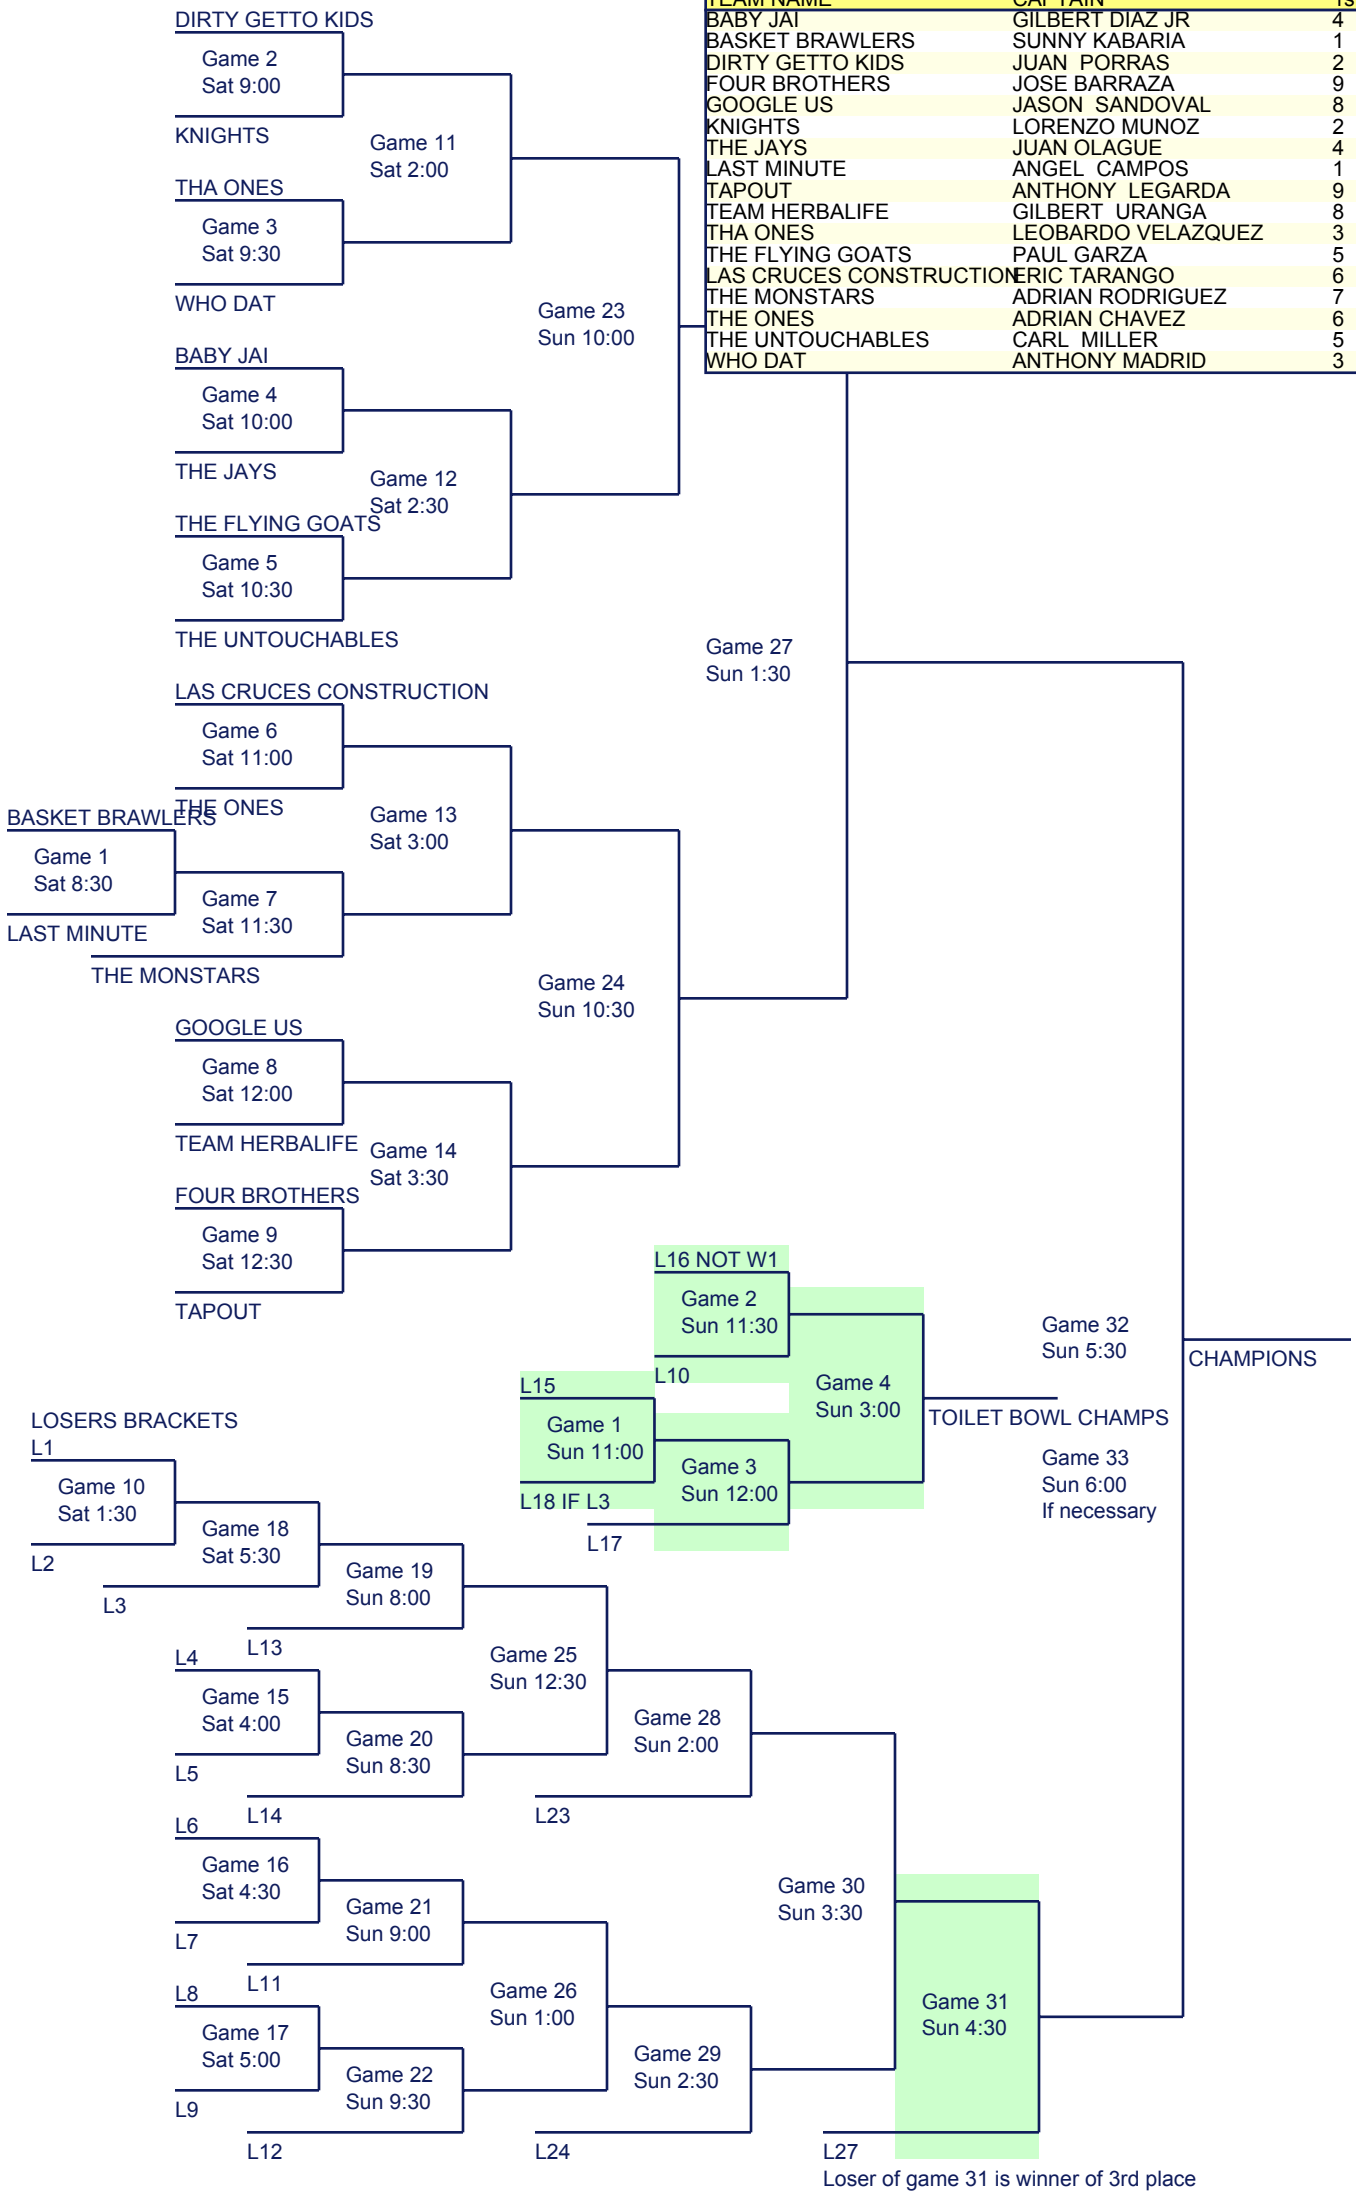 TEAM NAME CAPTAIN
BABY JAI GILBERT DIAZ JR 4
BASKET BRAWLERS SUNNY KABARIA 1
DIRTY GETTO KIDS JUAN PORRAS 2
FOUR BROTHERS JOSE BARRAZA 9
GOOGLE US JASON SANDOVAL 8
KNIGHTS LORENZO MUNOZ 2
THE JAYS JUAN OLAGUE 4
LAST MINUTE ANGEL CAMPOS 1
TAPOUT ANTHONY LEGARDA 9
TEAM HERBALIFE GILBERT URANGA 8
THA ONES LEOBARDO VELAZQUEZ 3
THE FLYING GOATS PAUL GARZA 5
LAS CRUCES CONSTRUCTION ERIC TARANGO 6
THE MONSTARS ADRIAN RODRIGUEZ 7
THE ONES ADRIAN CHAVEZ 6
THE UNTOUCHABLES CARL MILLER 5
WHO DAT ANTHONY MADRID 3
DIRTY GETTO KIDS
Game 2
Sat 9:00
KNIGHTS
Game 11
Sat 2:00
THA ONES
Game 3
Sat 9:30
WHO DAT
Game 23
Sun 10:00
BABY JAI
Game 4
Sat 10:00
THE JAYS
Game 12
Sat 2:30
THE FLYING GOATS
Game 5
Sat 10:30
THE UNTOUCHABLES
Game 27
Sun 1:30
LAS CRUCES CONSTRUCTION
Game 6
Sat 11:00
THE ONES
BASKET BRAWLERS
Game 13
Sat 3:00
Game 1
Sat 8:30
Game 7
Sat 11:30
LAST MINUTE
THE MONSTARS
Game 24
Sun 10:30
GOOGLE US
Game 8
Sat 12:00
TEAM HERBALIFE
Game 14
Sat 3:30
FOUR BROTHERS
Game 9
Sat 12:30
TAPOUT
L16 NOT W1
Game 2
Sun 11:30
L10
Game 32
Sun 5:30
CHAMPIONS
L15
Game 4
Sun 3:00
TOILET BOWL CHAMPS
Game 1
Sun 11:00
L18 IF L3
Game 3
Sun 12:00
L17
Game 33
Sun 6:00
If necessary
LOSERS BRACKETS
L1
Game 10
Sat 1:30
L2
Game 18
Sat 5:30
L3
Game 19
Sun 8:00
L13
L4
Game 25
Sun 12:30
Game 15
Sat 4:00
L5
Game 20
Sun 8:30
L14
Game 28
Sun 2:00
L23
L6
Game 16
Sat 4:30
L7
Game 21
Sun 9:00
L11
Game 30
Sun 3:30
L8
Game 26
Sun 1:00
Game 31
Sun 4:30
Game 17
Sat 5:00
L9
Game 22
Sun 9:30
L12
Game 29
Sun 2:30
L24
L27
Loser of game 31 is winner of 3rd place